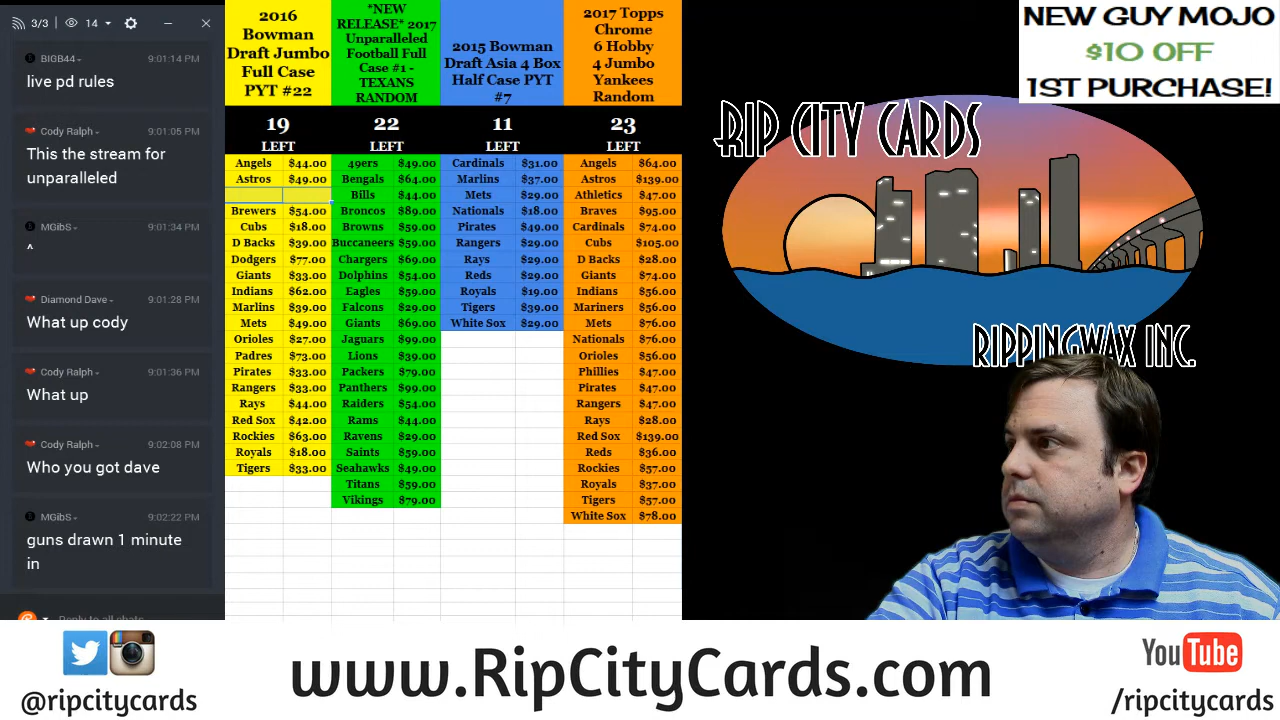 3/3
14
BIGB44
9:01:14 PM
live pd rules
Cody Ralph
9:01:05 PM
This the stream for
unparalleled
MGibS
9:01:34 PM
^
Diamond Dave
9:01:28 PM
What up cody
Cody Ralph
9:01:36 PM
What up
Cody Ralph
9:02:08 PM
Who you got dave
MGibS
9:02:22 PM
guns drawn 1 minute
in
Reply to all chats
2016
Bowman
Draft Jumbo
Full Case
PYT #22
19
LEFT
Angels $44.00
Astros $49.00
Brewers $54.00
Cubs $18.00
D Backs $39.00
Dodgers $77.00
Giants $33.00
Indians $62.00
Marlins $39.00
Mets $49.00
Orioles $27.00
Padres $73.00
Pirates $33.00
Rangers $33.00
Rays $44.00
Red Sox $42.00
Rockies $63.00
Royals $18.00
Tigers $33.00
*NEW
RELEASE* 2017
Unparalleled
Football Full
Case #1 -
TEXANS
RANDOM
22
LEFT
49ers $49.00
Bengals $64.00
Bills $44.00
Broncos $89.00
Browns $59.00
Buccaneers $59.00
Chargers $69.00
Dolphins $54.00
Eagles $59.00
Falcons $29.00
Giants $69.00
Jaguars $99.00
Lions $39.00
Packers $79.00
Panthers $99.00
Raiders $54.00
Rams $44.00
Ravens $29.00
Saints $59.00
Seahawks $49.00
Titans $59.00
Vikings $79.00
2015 Bowman
Draft Asia 4 Box
Half Case PYT
#7
11
LEFT
Cardinals $31.00
Marlins $37.00
Mets $29.00
Nationals $18.00
Pirates $49.00
Rangers $29.00
Rays $29.00
Reds $29.00
Royals $19.00
Tigers $39.00
White Sox $29.00
2017 Topps
Chrome
6 Hobby
4 Jumbo
Yankees
Random
23
LEFT
Angels $64.00
Astros $139.00
Athletics $47.00
Braves $95.00
Cardinals $74.00
Cubs $105.00
D Backs $28.00
Giants $74.00
Indians $56.00
Mariners $56.00
Mets $76.00
Nationals $76.00
Orioles $56.00
Phillies $47.00
Pirates $47.00
Rangers $47.00
Rays $28.00
Red Sox $139.00
Reds $36.00
Rockies $57.00
Royals $37.00
Tigers $57.00
White Sox $78.00
NEW GUY MOJO
$10 OFF
1ST PURCHASE!
RIP CITY CARDS
RIPPINGWAX INC.
@ripcitycards
www.RipCityCards.com
YouTube
/ripcitycards